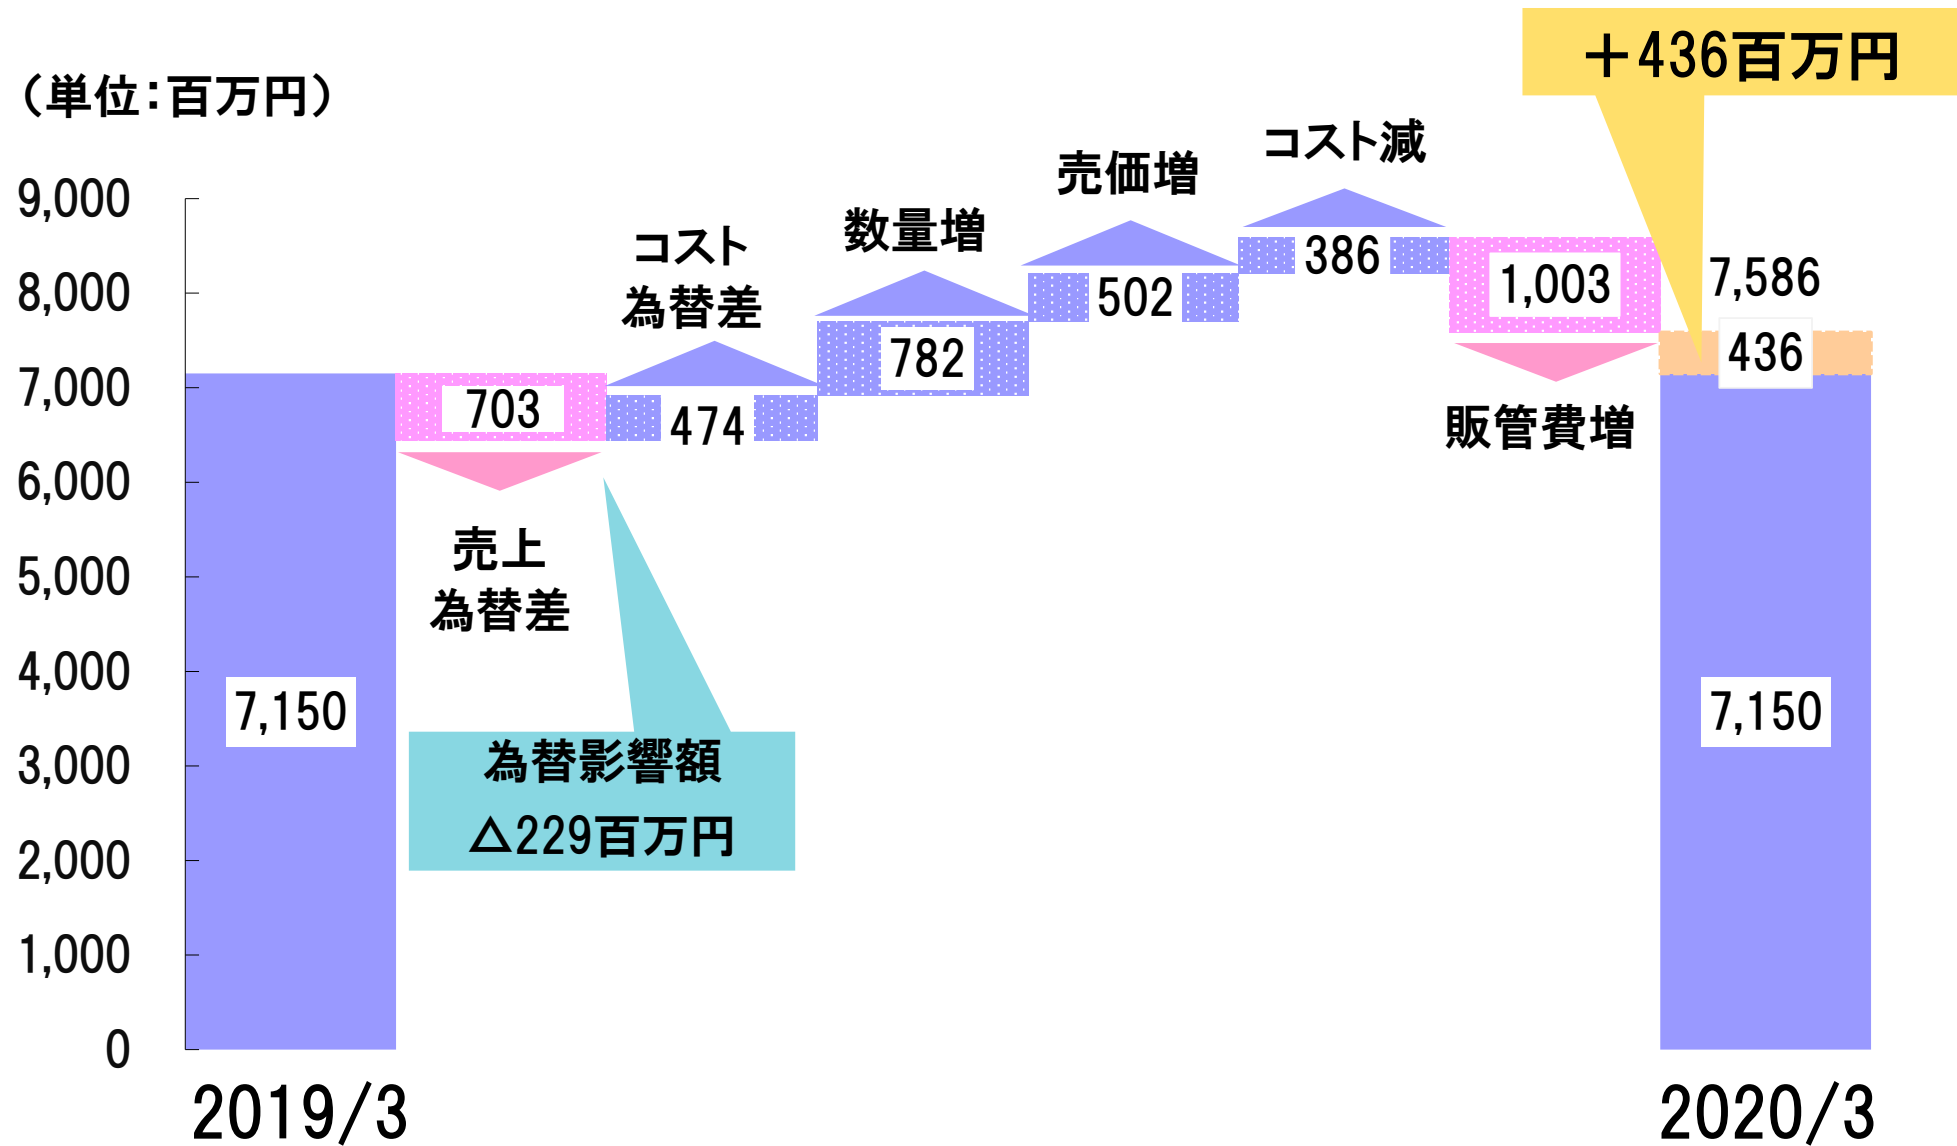 （単位：百万円）
＋436百万円
9,000
8,000
7,000
6,000
5,000
4,000
3,000
2,000
1,000
0
7,150
703
売上
為替差
コスト
為替差
474
為替影響額
△229百万円
数量増
782
売価増
502
コスト減
386
1,003
販管費増
7,586
436
7,150
2019/3
2020/3